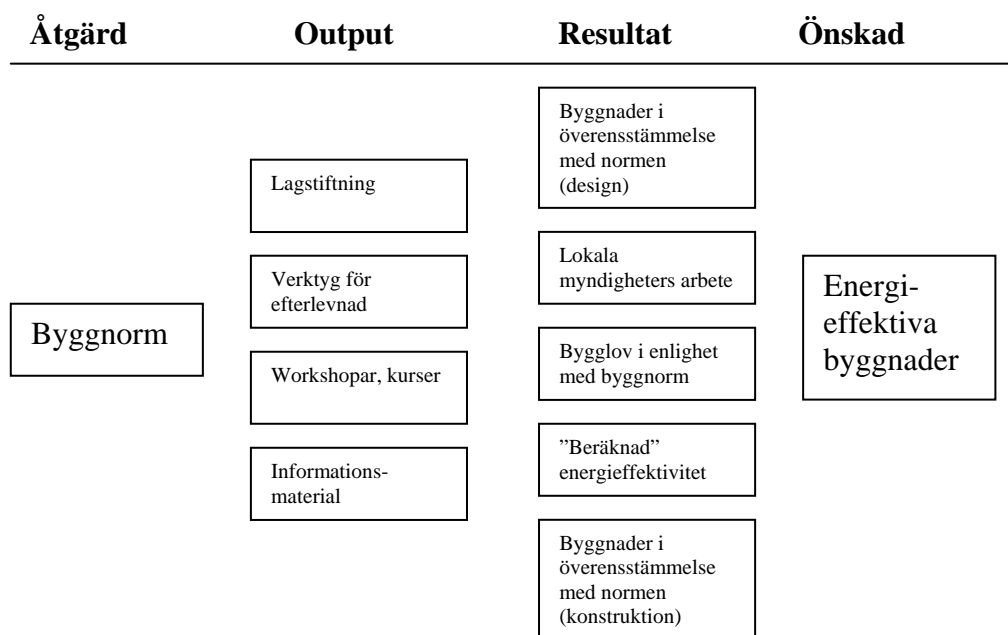 Åtgärd Output Resultat Önskad
Byggnorm
Lagstiftning
Verktyg för
efterlevnad
Workshopar, kurser
Informations-
material
Byggnader i
överensstämmelse
med normen
(design)
Lokala
myndigheters arbete
Bygglov i enlighet
med byggnorm
”Beräknad”
energieffektivitet
Byggnader i
överensstämmelse
med normen
(konstruktion)
Energi-
effektiva
byggnader